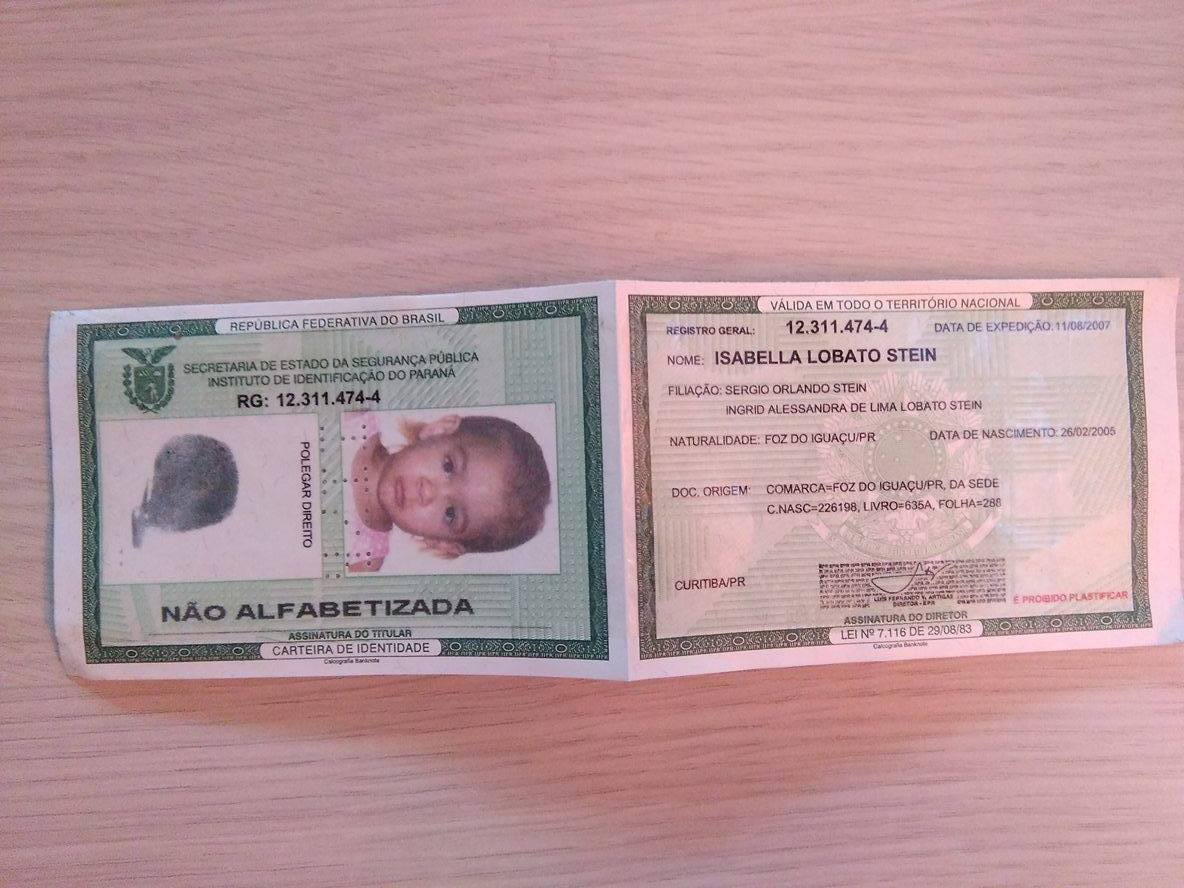 REPÚBLICA FEDERATIVA DO BRASIL
SECRETARIA DE ESTADO DA SEGURANÇA PÚBLICA
INSTITUTO DE IDENTIFICAÇÃO DO PARANÁ
RG: 12.311.474-4
POLEGAR DIREITO
NÃO ALFABETIZADA
ASSINATURA DO TITULAR
CARTEIRA DE IDENTIDADE
Calcografia Banknote
VÁLIDA EM TODO O TERRITÓRIO NACIONAL
REGISTRO GERAL: 12.311.474-4 DATA DE EXPEDIÇÃO: 11/08/2007
NOME: ISABELLA LOBATO STEIN
FILIAÇÃO: SERGIO ORLANDO STEIN
INGRID ALESSANDRA DE LIMA LOBATO STEIN
NATURALIDADE: FOZ DO IGUAÇU/PR DATA DE NASCIMENTO: 26/02/2005
DOC. ORIGEM: COMARCA=FOZ DO IGUAÇU/PR, DA SEDE
C.NASC=226198, LIVRO=635A, FOLHA=288
CURITIBA/PR
LUIS FERNANDO V. ARTIGAS
DIRETOR - IIPR
É PROIBIDO PLASTIFICAR
ASSINATURA DO DIRETOR
LEI Nº 7.116 DE 29/08/83
Calcografia Banknote